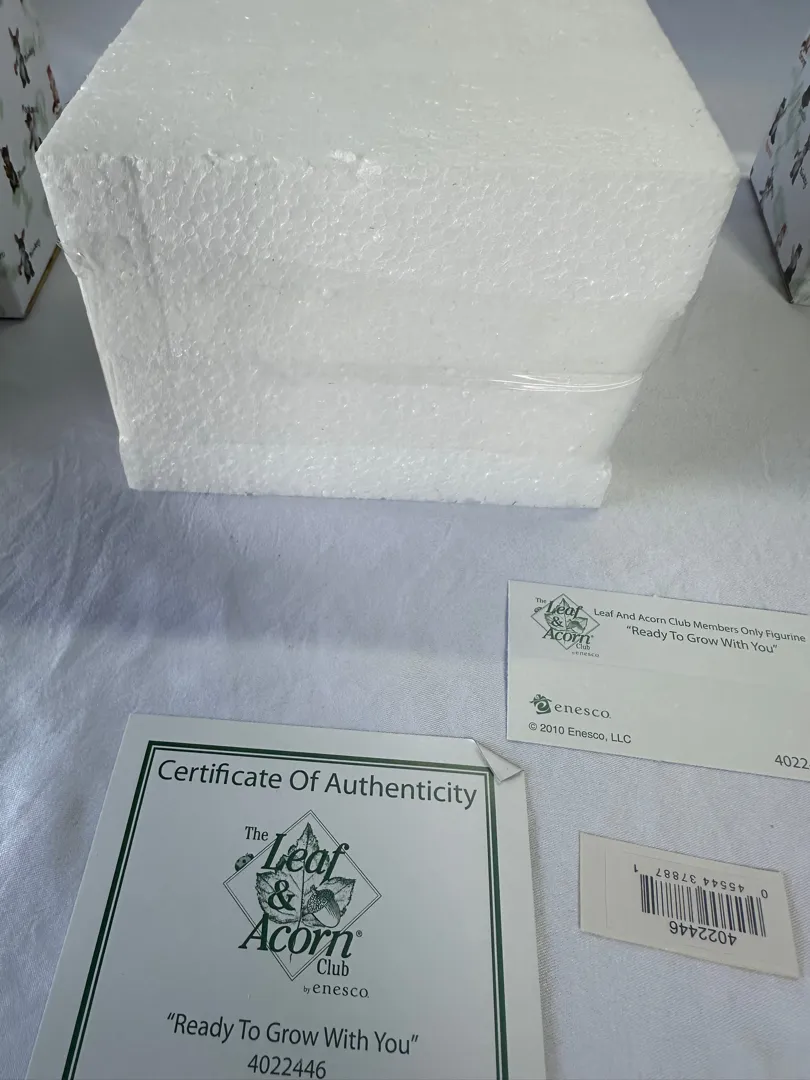 The
Leaf
&
Acorn
Club
by enesco
Leaf And Acorn Club Members Only Figurine
"Ready To Grow With You"
enesco.
© 2010 Enesco, LLC
4022
Certificate Of Authenticity
The
Leaf
&
Acorn®
Club
by enesco.
"Ready To Grow With You"
4022446
4022446
0 45544 37887 1